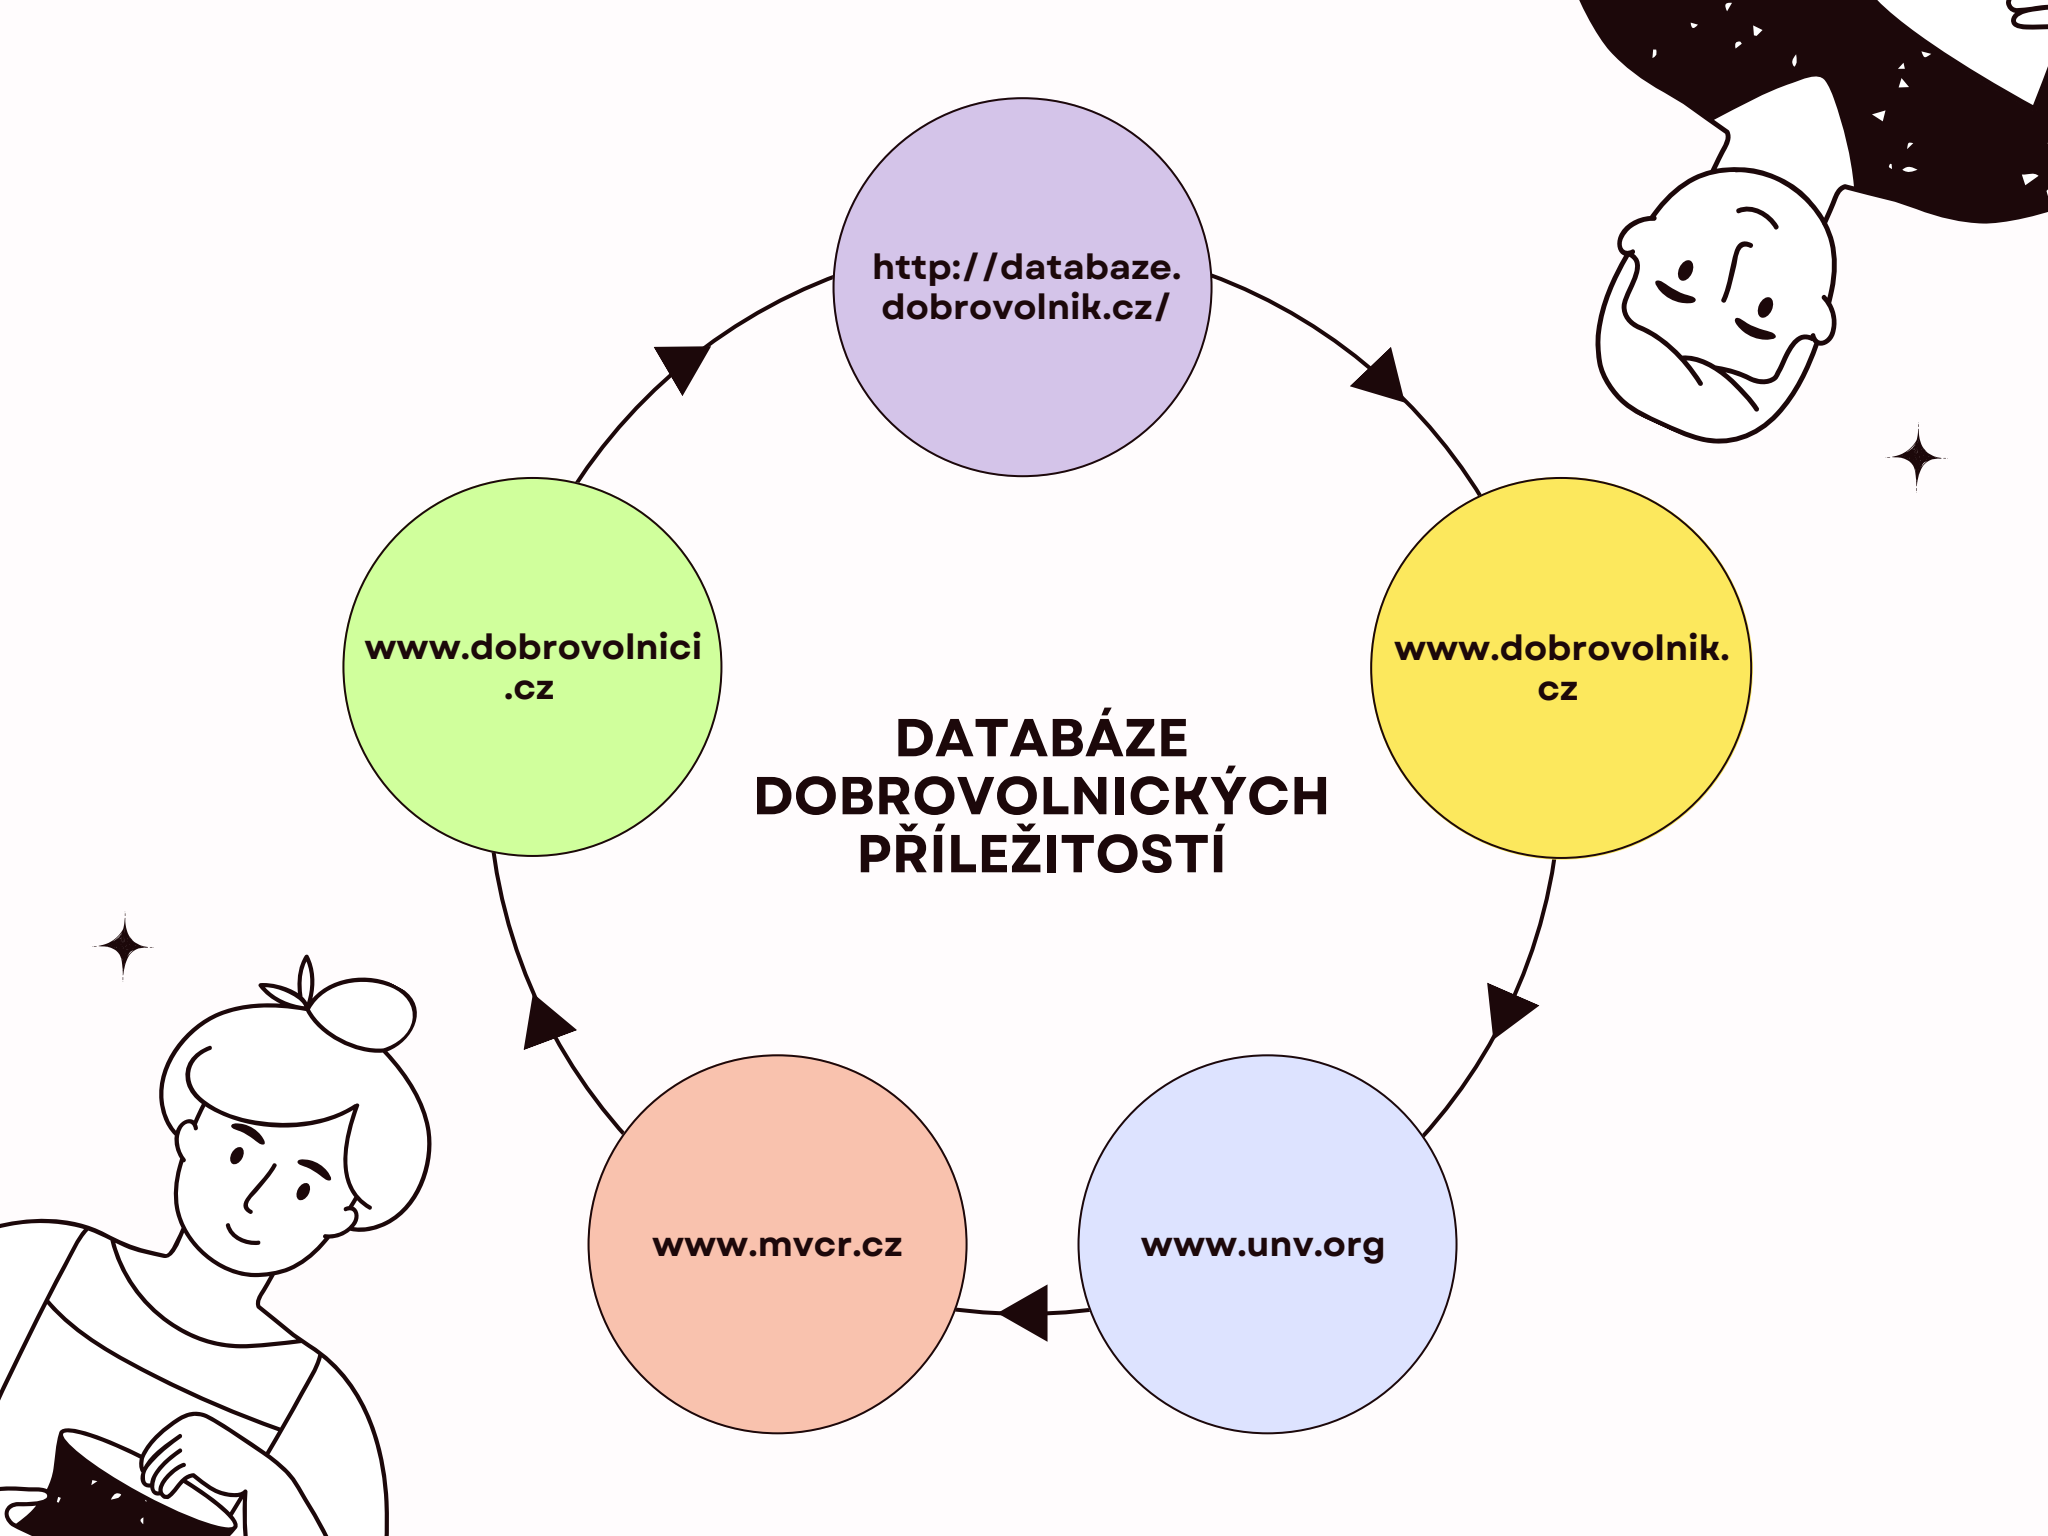 http://databaze.
dobrovolnik.cz/
www.dobrovolnici
.cz
www.dobrovolnik.
cz
DATABÁZE
DOBROVOLNICKÝCH
PŘÍLEŽITOSTÍ
www.mvcr.cz
www.unv.org